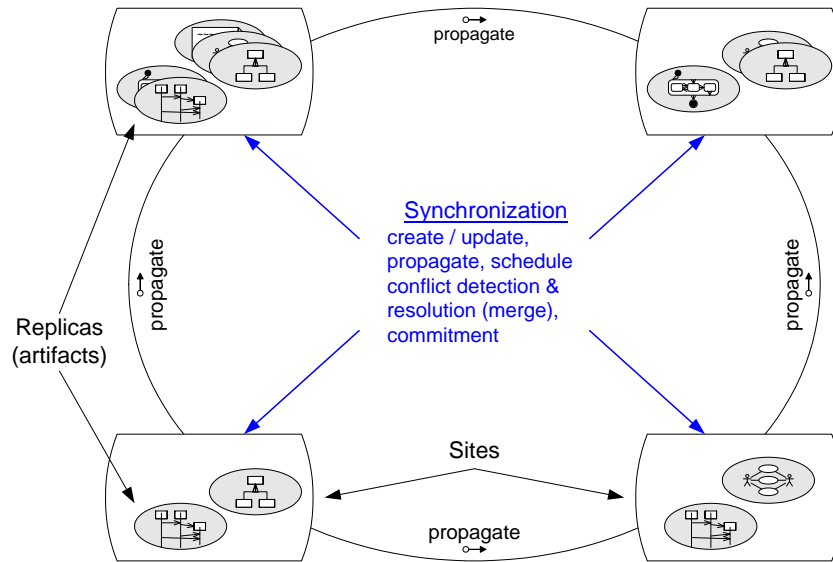 propagate
Synchronization
create / update,
propagate, schedule
conflict detection &
resolution (merge),
commitment
propagate
propagate
Replicas
(artifacts)
Sites
propagate